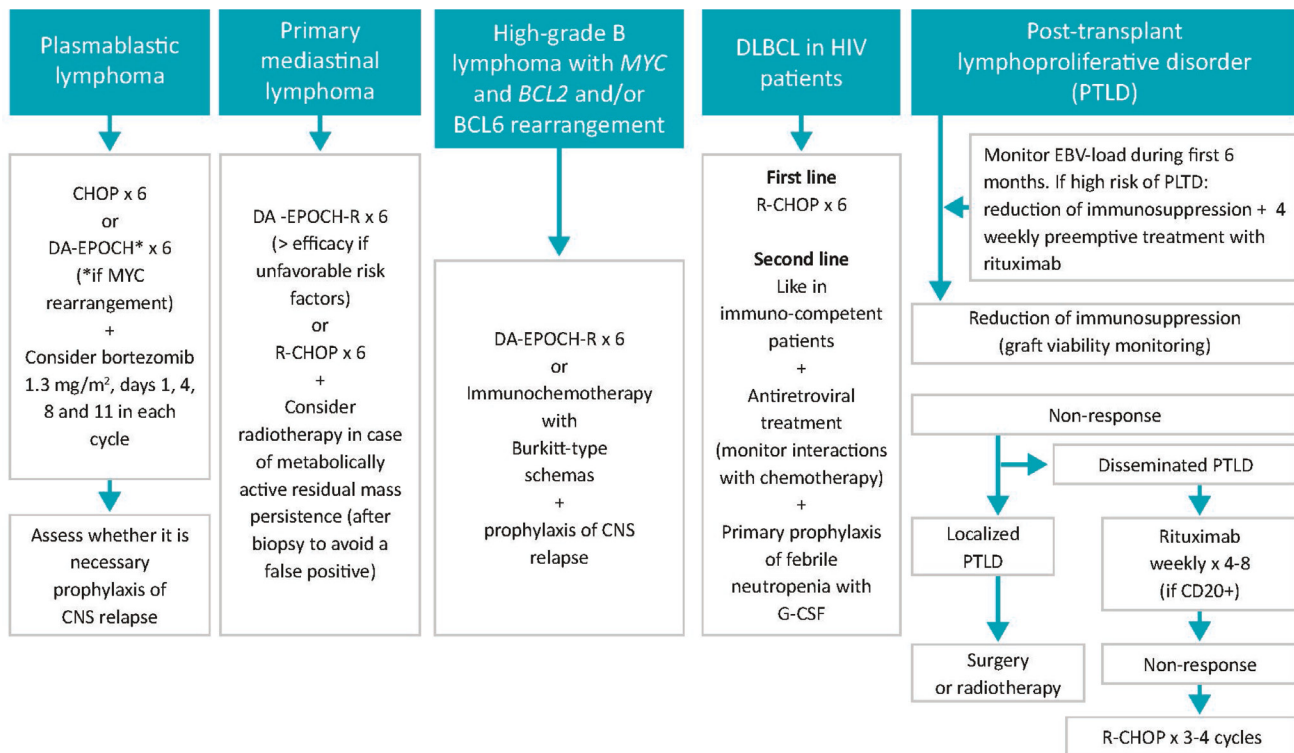 Plasmablastic
lymphoma
CHOP x 6
or
DA-EPOCH* x 6
(*if MYC
rearrangement)
+
Consider bortezomib
1.3 mg/m², days 1, 4,
8 and 11 in each
cycle
Assess whether it is
necessary
prophylaxis of
CNS relapse
Primary
mediastinal
lymphoma
DA -EPOCH-R x 6
(> efficacy if
unfavorable risk
factors)
or
R-CHOP x 6
+
Consider
radiotherapy in case
of metabolically
active residual mass
persistence (after
biopsy to avoid a
false positive)
High-grade B
lymphoma with MYC
and BCL2 and/or
BCL6 rearrangement
DA-EPOCH-R x 6
or
Immunochemotherapy
with
Burkitt-type
schemas
+
prophylaxis of CNS
relapse
DLBCL in HIV
patients
First line
R-CHOP x 6
Second line
Like in
immuno-competent
patients
+
Antiretroviral
treatment
(monitor interactions
with chemotherapy)
+
Primary prophylaxis
of febrile
neutropenia with
G-CSF
Post-transplant
lymphoproliferative disorder
(PTLD)
Monitor EBV-load during first 6
months. If high risk of PLTD:
reduction of immunosuppression + 4
weekly preemptive treatment with
rituximab
Reduction of immunosuppression
(graft viability monitoring)
Non-response
Disseminated PTLD
Localized
PTLD
Rituximab
weekly x 4-8
(if CD20+)
Surgery
or radiotherapy
Non-response
R-CHOP x 3-4 cycles